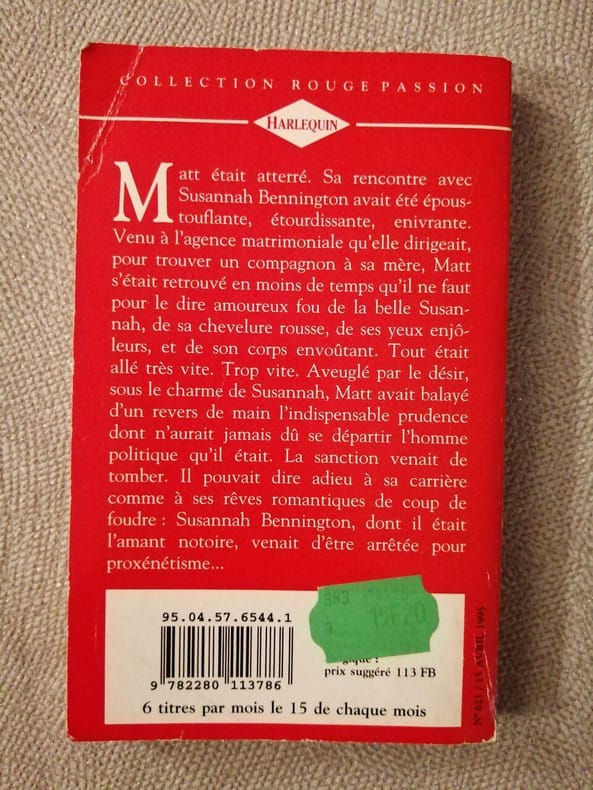 COLLECTION ROUGE PASSION
HARLEQUIN
Matt était atterré. Sa rencontre avec
Susannah Bennington avait été épous-
touflante, étourdissante, enivrante.
Venu à l'agence matrimoniale qu'elle dirigeait,
pour trouver un compagnon à sa mère, Matt
s'était retrouvé en moins de temps qu'il ne faut
pour le dire amoureux fou de la belle Susan-
nah, de sa chevelure rousse, de ses yeux enjô-
leurs, et de son corps envoûtant. Tout était
allé très vite. Trop vite. Aveuglé par le désir,
sous le charme de Susannah, Matt avait balayé
d'un revers de main l'indispensable prudence
dont n'aurait jamais dû se départir l'homme
politique qu'il était. La sanction venait de
tomber. Il pouvait dire adieu à sa carrière
comme à ses rêves romantiques de coup de
foudre : Susannah Bennington, dont il était
l'amant notoire, venait d'être arrêtée pour
proxénétisme...
95.04.57.6544.1
9 782280 113786
383
15F20
prix suggéré 113 FB
6 titres par mois le 15 de chaque mois
N° 621 / 15 AVRIL 1995